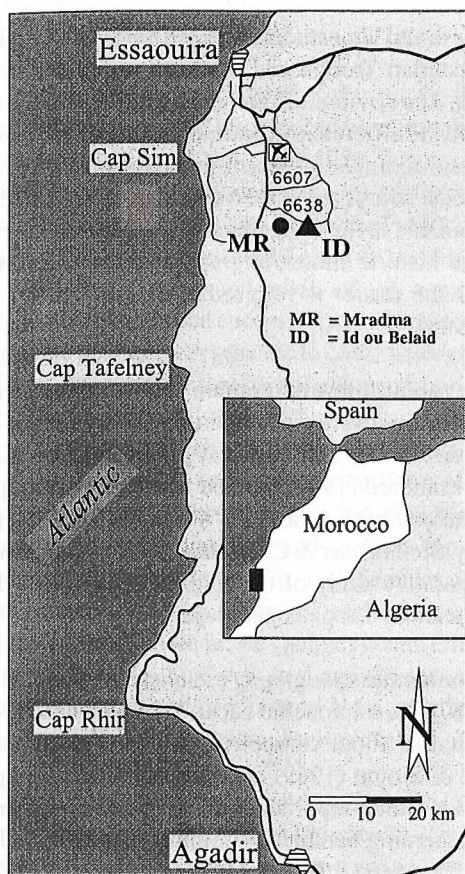 Essaouira
Cap Sim
6607
6638
MR
ID
MR = Mradma
ID = Id ou Belaid
Cap Tafelney
Spain
Atlantic
Morocco
Algeria
Cap Rhir
N
0 10 20 km
Agadir